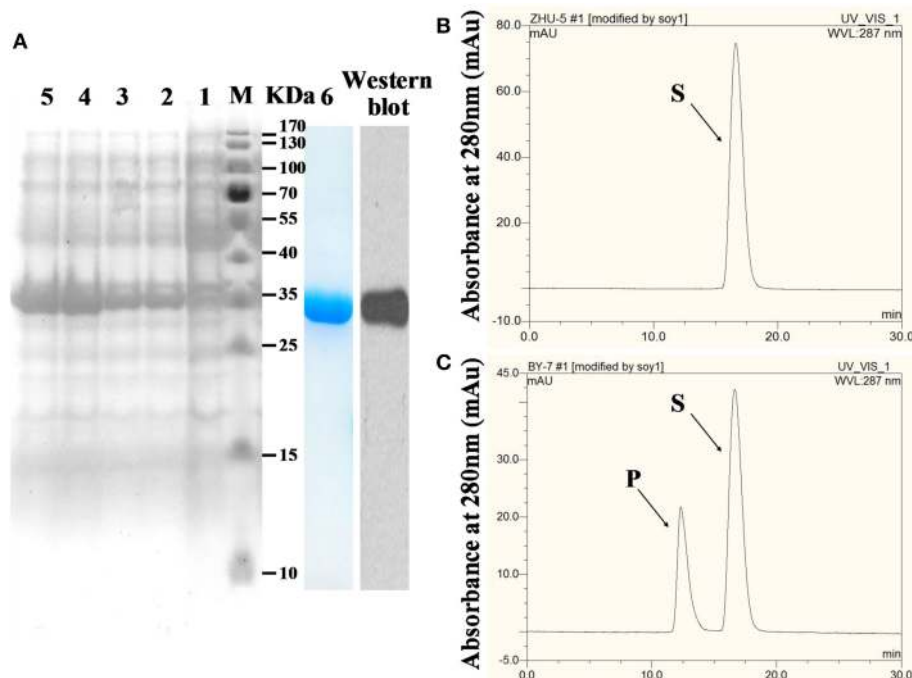 A
5 4 3 2 1 M KDa 6 Western blot
170
130
100
70
55
40
35
25
15
10
B
ZHU-5 #1 [modified by soy1] UV_VIS_1
mAU WVL:287 nm
80.0
60.0
40.0
20.0
-10.0
0.0 10.0 20.0 30.0
min
S
Absorbance at 280nm (mAu)
C
BY-7 #1 [modified by soy1] UV_VIS_1
mAU WVL:287 nm
45.0
30.0
20.0
10.0
-5.0
0.0 10.0 20.0 30.0
min
S
P
Absorbance at 280nm (mAu)